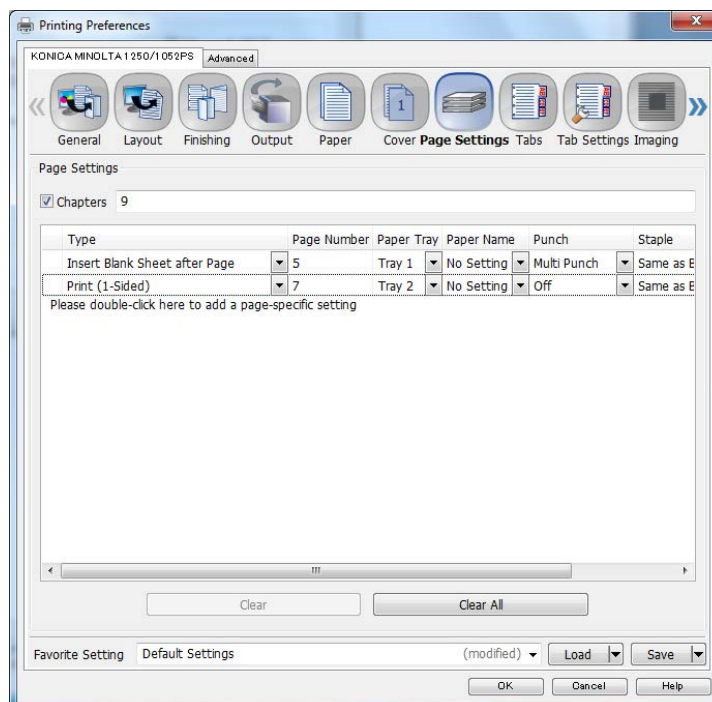 Printing Preferences
KONICA MINOLTA 1250/1052PS Advanced
General Layout Finishing Output Paper Cover Page Settings Tabs Tab Settings Imaging
Page Settings
Chapters 9
Type Page Number Paper Tray Paper Name Punch Staple
Insert Blank Sheet after Page 5 Tray 1 No Setting Multi Punch Same as B
Print (1-Sided) 7 Tray 2 No Setting Off Same as B
Please double-click here to add a page-specific setting
Clear Clear All
Favorite Setting Default Settings (modified) Load Save
OK Cancel Help